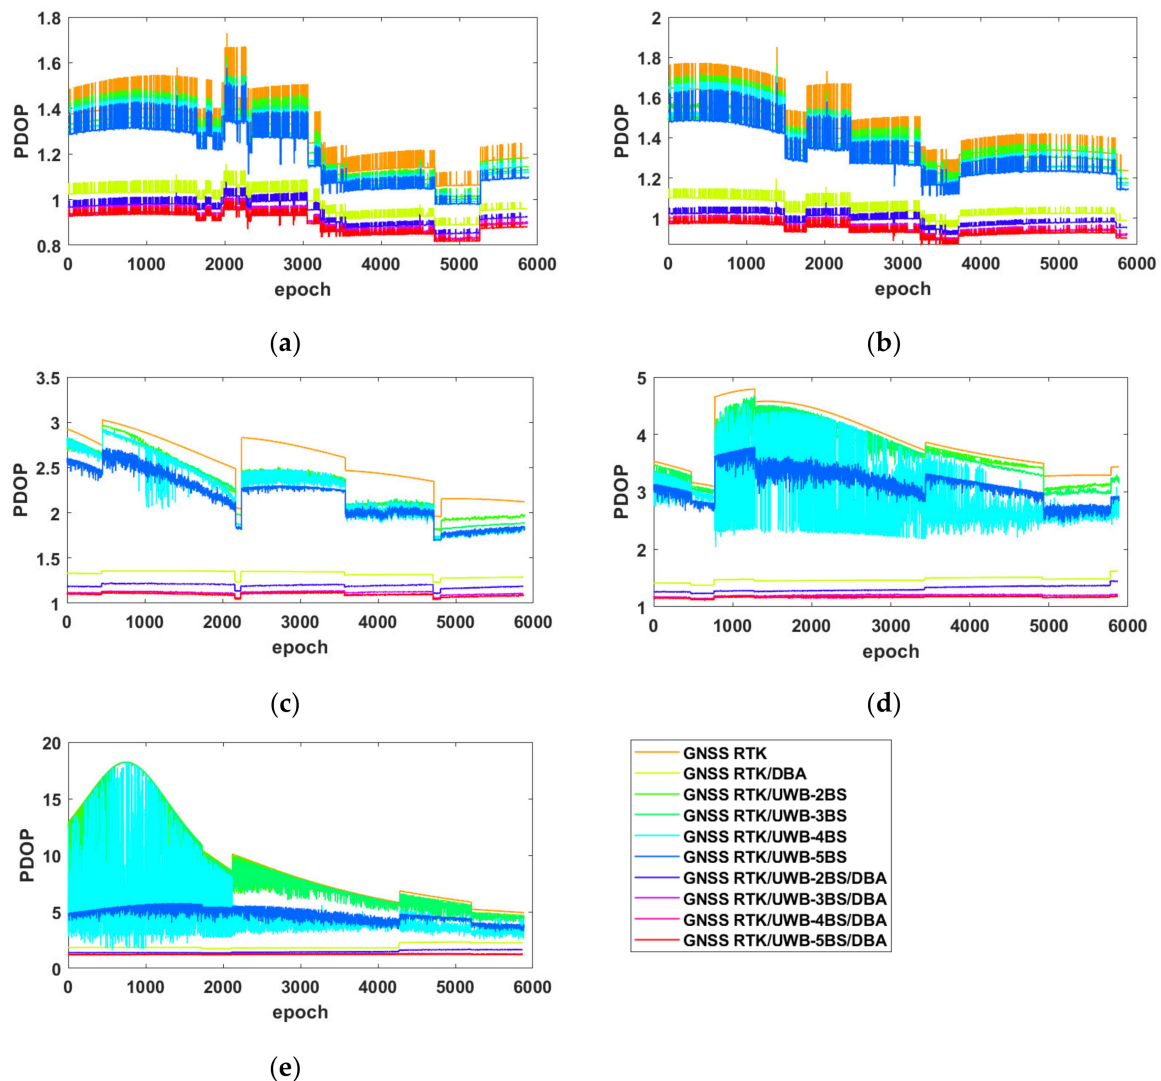 1.8
1.6
1.4
1.2
1
0.8
PDOP
0 1000 2000 3000 4000 5000 6000
epoch
(a)
2
1.8
1.6
1.4
1.2
1
PDOP
0 1000 2000 3000 4000 5000 6000
epoch
(b)
3.5
3
2.5
2
1.5
1
PDOP
0 1000 2000 3000 4000 5000 6000
epoch
(c)
5
4
3
2
1
PDOP
0 1000 2000 3000 4000 5000 6000
epoch
(d)
20
15
10
5
0
PDOP
0 1000 2000 3000 4000 5000 6000
epoch
(e)
GNSS RTK
GNSS RTK/DBA
GNSS RTK/UWB-2BS
GNSS RTK/UWB-3BS
GNSS RTK/UWB-4BS
GNSS RTK/UWB-5BS
GNSS RTK/UWB-2BS/DBA
GNSS RTK/UWB-3BS/DBA
GNSS RTK/UWB-4BS/DBA
GNSS RTK/UWB-5BS/DBA